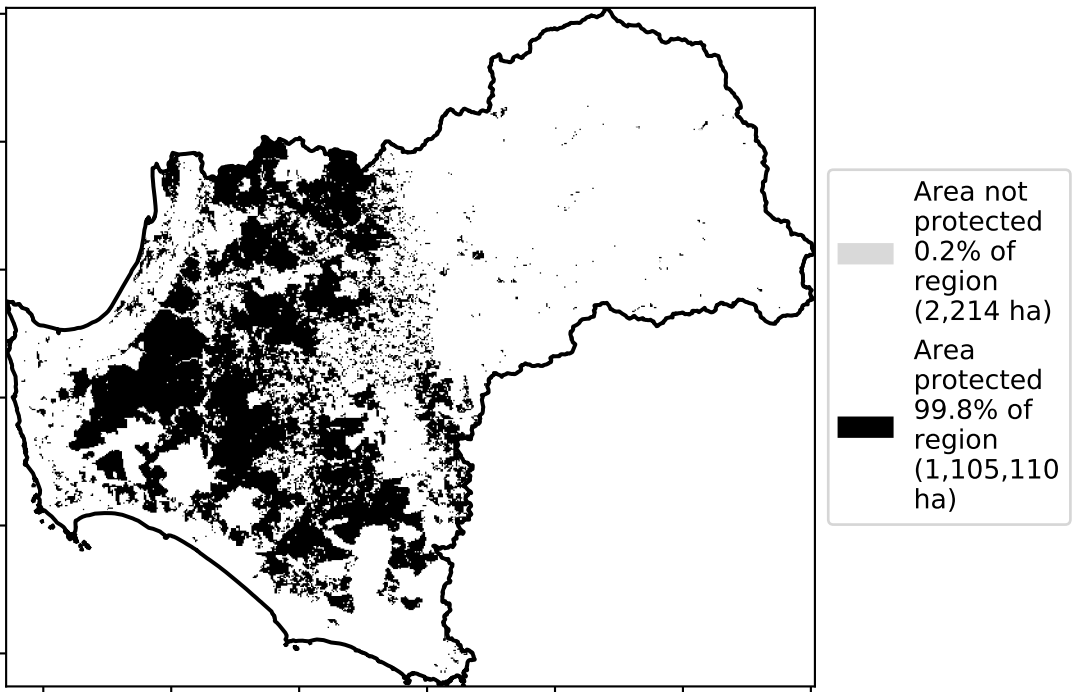 Area not
protected
0.2% of
region
(2,214 ha)
Area
protected
99.8% of
region
(1,105,110
ha)